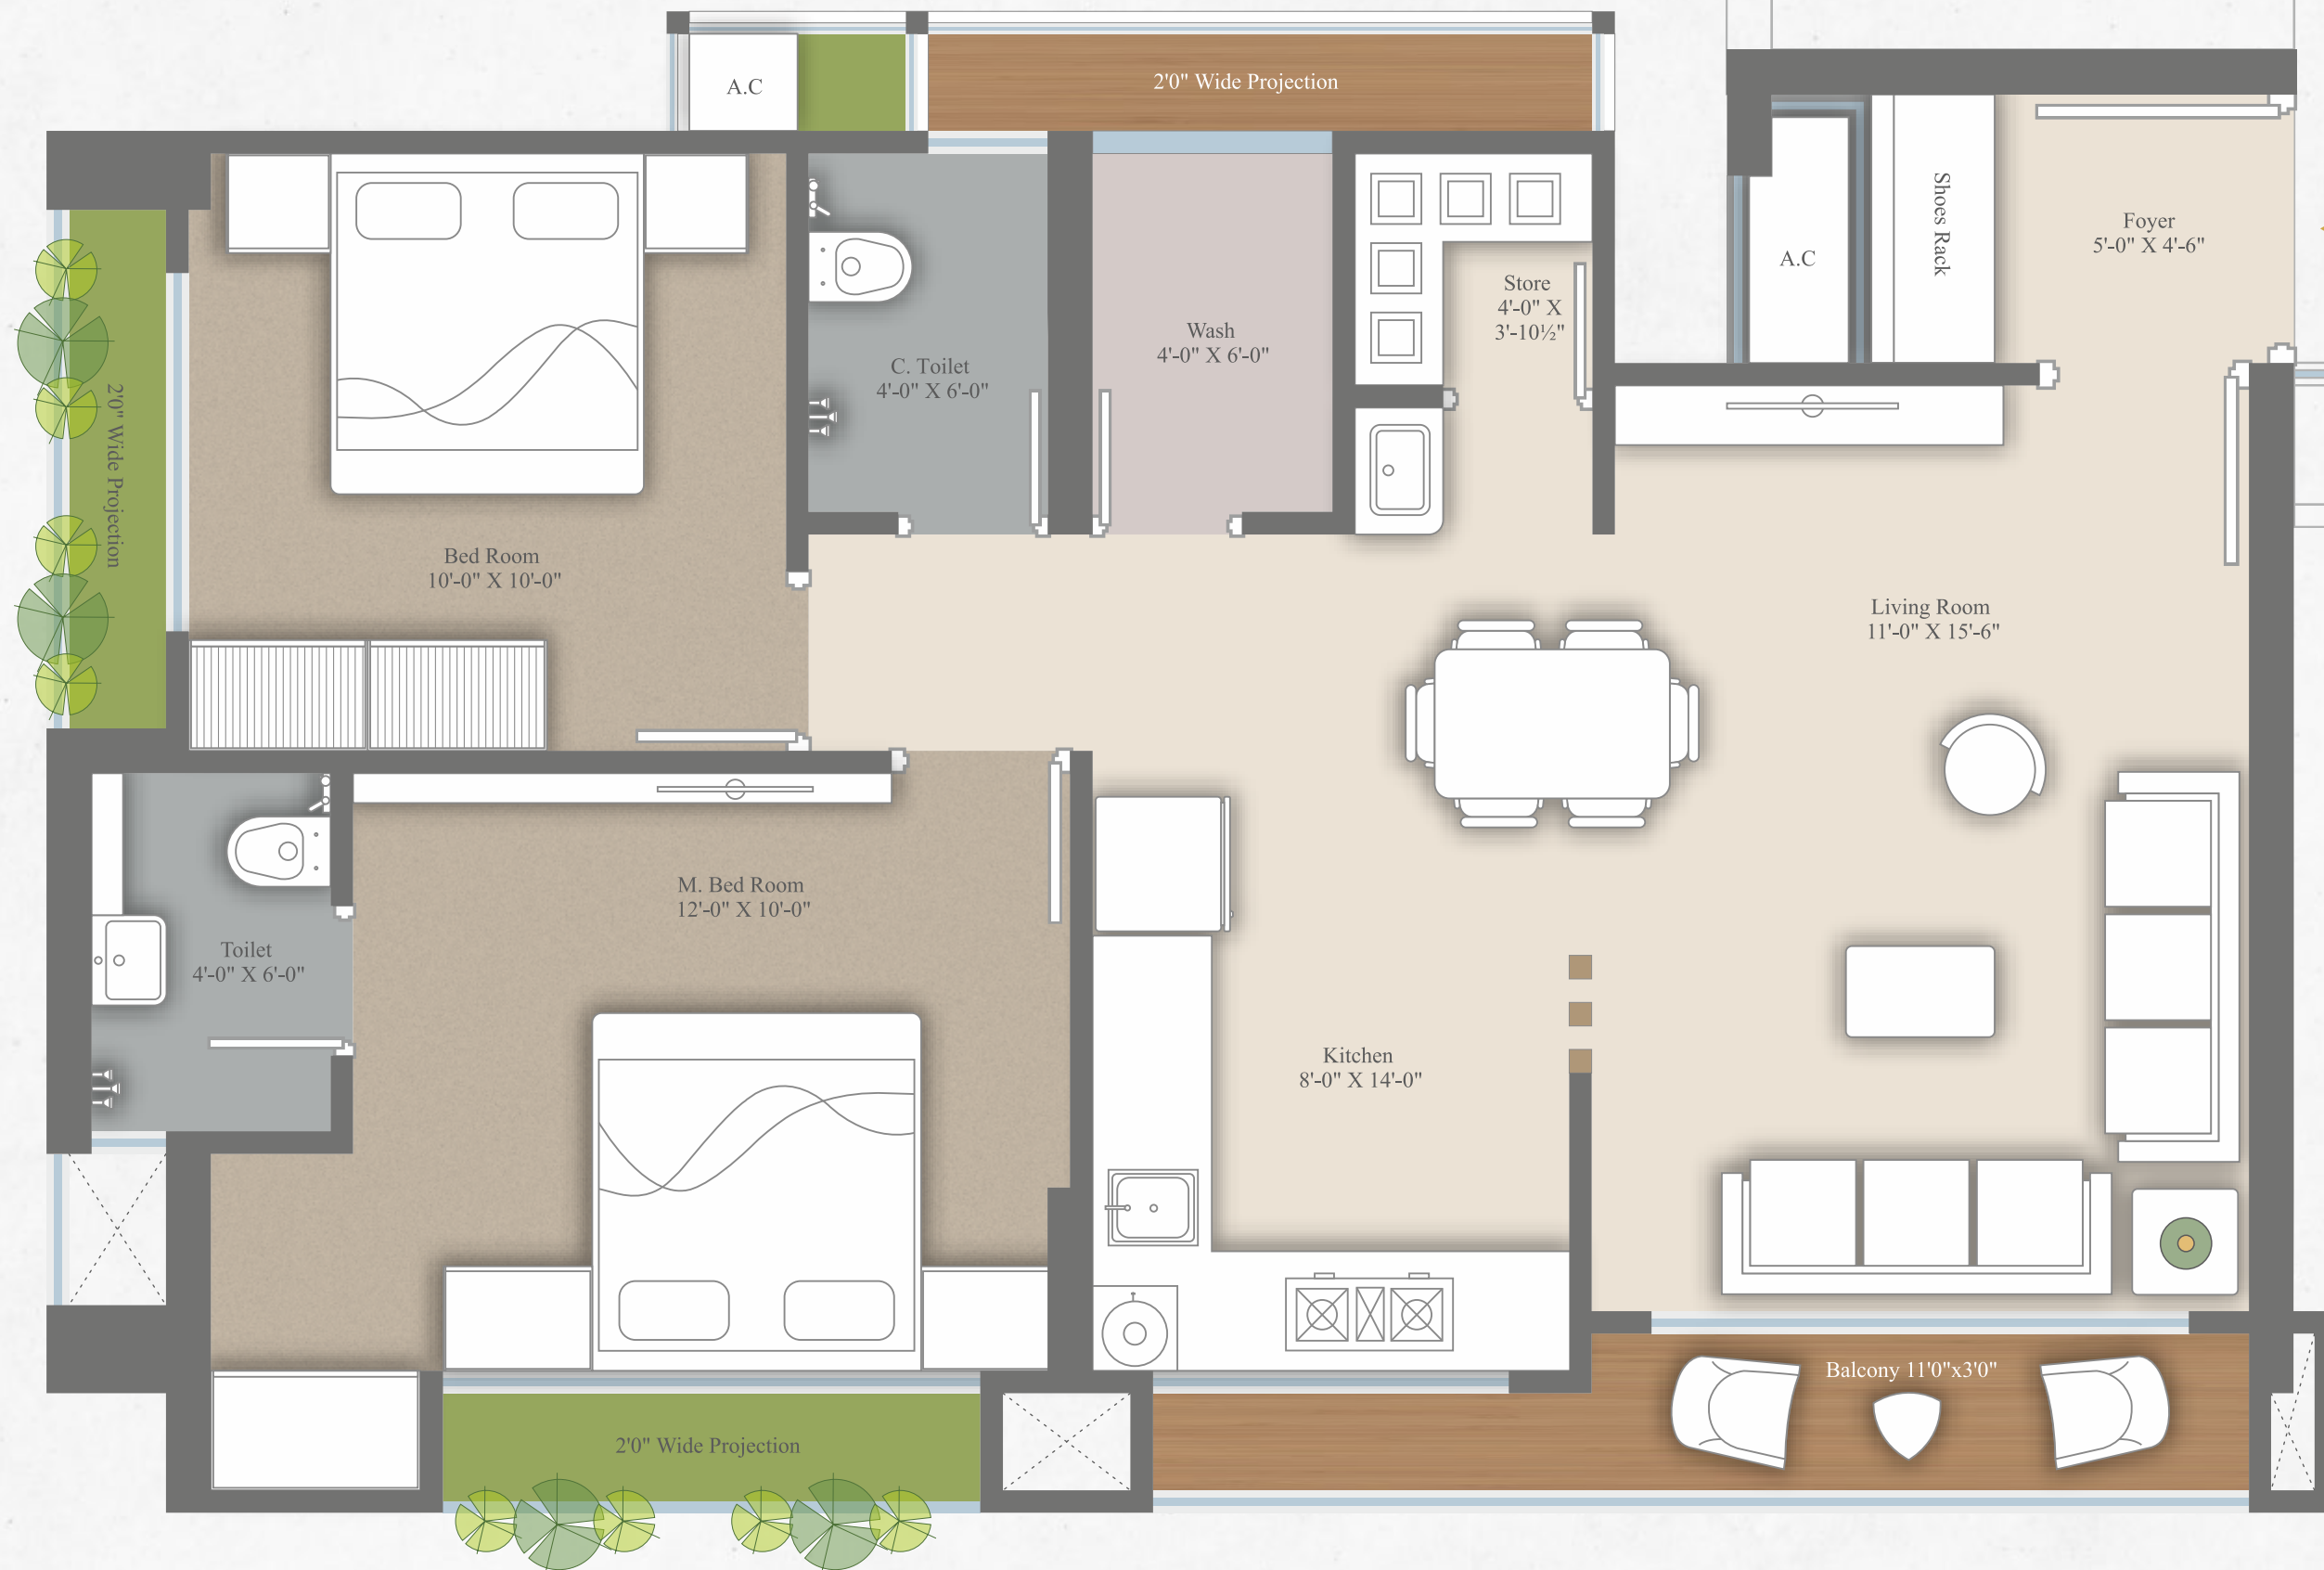 A.C
2'0" Wide Projection
A.C
Shoes Rack
Foyer
5'-0" X 4'-6"
Store
4'-0" X
3'-10½"
Wash
4'-0" X 6'-0"
C. Toilet
4'-0" X 6'-0"
2'0" Wide Projection
Bed Room
10'-0" X 10'-0"
Living Room
11'-0" X 15'-6"
M. Bed Room
12'-0" X 10'-0"
Toilet
4'-0" X 6'-0"
Kitchen
8'-0" X 14'-0"
Balcony 11'0"x3'0"
2'0" Wide Projection